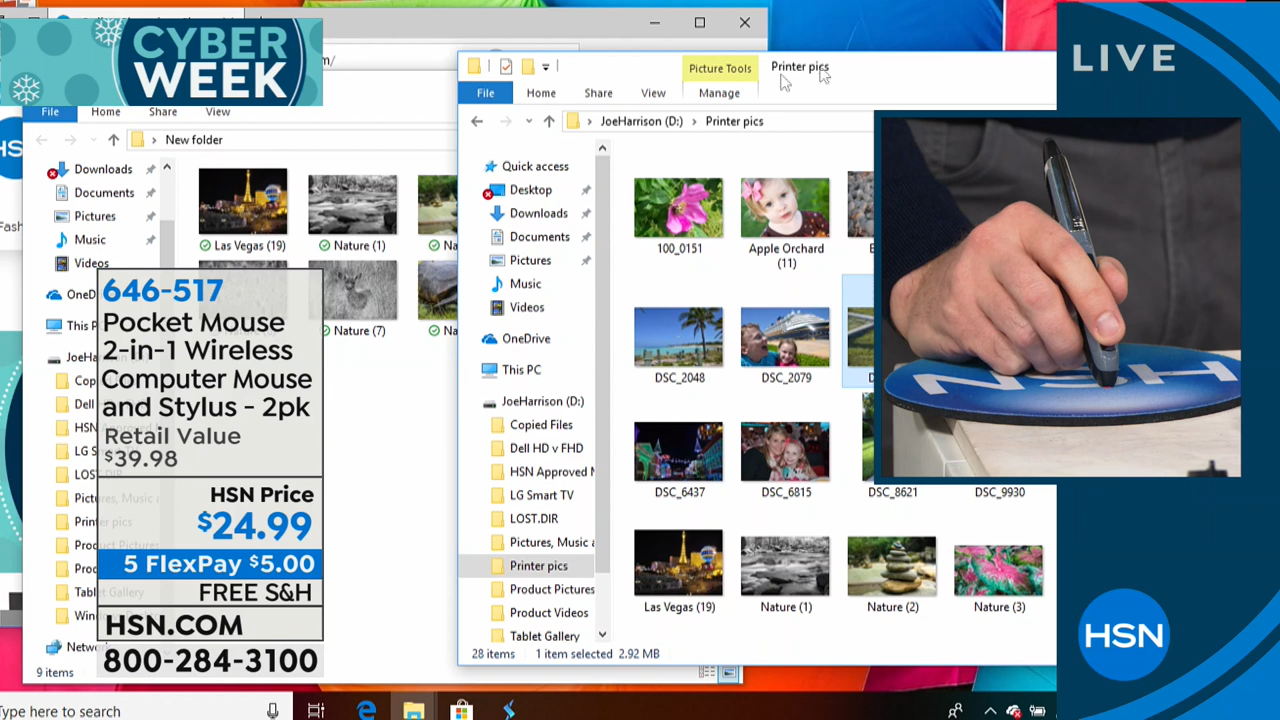 CYBER
WEEK
LIVE
m/
File
Home
Share
View
New folder
Downloads
Documents
Pictures
Music
Videos
Las Vegas (19)
Nature (1)
Nature (7)
646-517
Pocket Mouse
2-in-1 Wireless
Computer Mouse
and Stylus - 2pk
Retail Value
$39.98
HSN Price
$24.99
5 FlexPay $5.00
FREE S&H
HSN.COM
800-284-3100
9 items
Type here to search
Picture Tools
Printer pics
File
Home
Share
View
Manage
JoeHarrison (D:)
Printer pics
Quick access
Desktop
Downloads
Documents
Pictures
Music
Videos
OneDrive
This PC
JoeHarrison (D:)
Copied Files
Dell HD v FHD
HSN Approved
LG Smart TV
LOST.DIR
Pictures, Music
Printer pics
Product Pictures
Product Videos
Tablet Gallery
100_0151
Apple Orchard
(11)
DSC_2048
DSC_2079
DSC_6437
DSC_6815
DSC_8621
DSC_9930
Las Vegas (19)
Nature (1)
Nature (2)
Nature (3)
28 items
1 item selected 2.92 MB
HSN
HSN